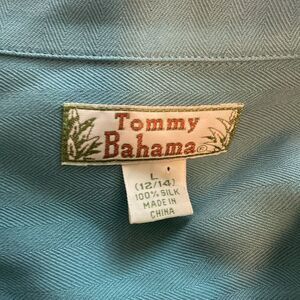 Tommy
Bahama©
L
(12/14)
100% SILK
MADE IN
CHINA